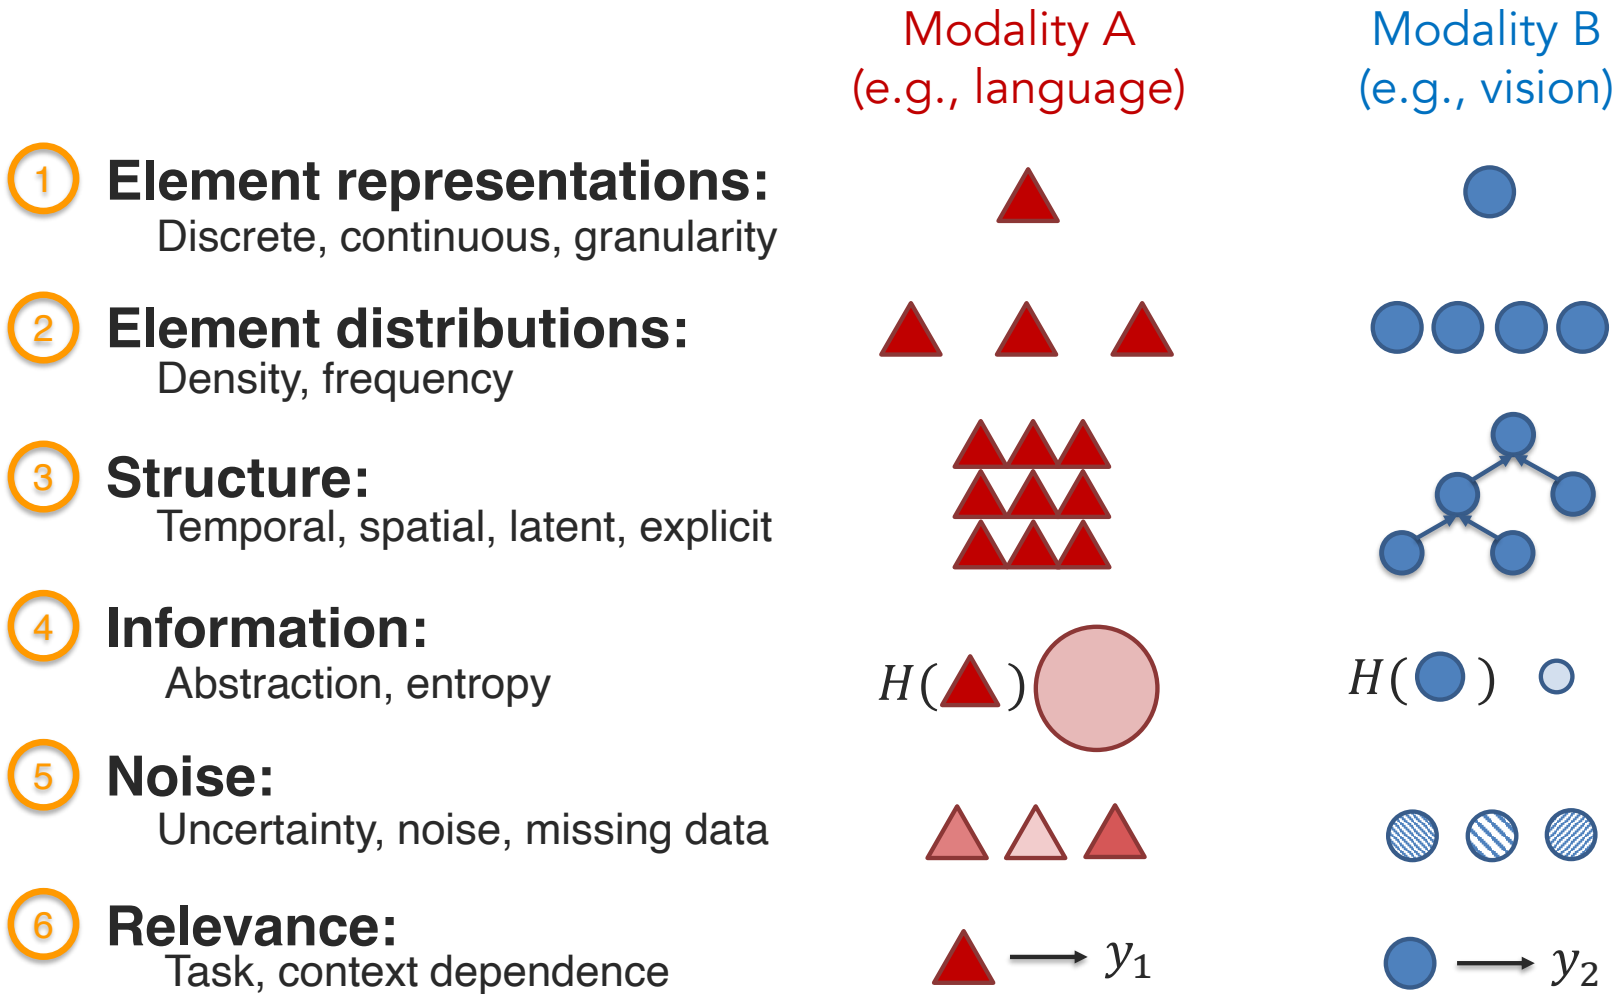 Modality A
(e.g., language)
Modality B
(e.g., vision)
1 Element representations:
Discrete, continuous, granularity
2 Element distributions:
Density, frequency
3 Structure:
Temporal, spatial, latent, explicit
4 Information:
Abstraction, entropy
H( )
H( )
5 Noise:
Uncertainty, noise, missing data
6 Relevance:
Task, context dependence
y₁
y₂